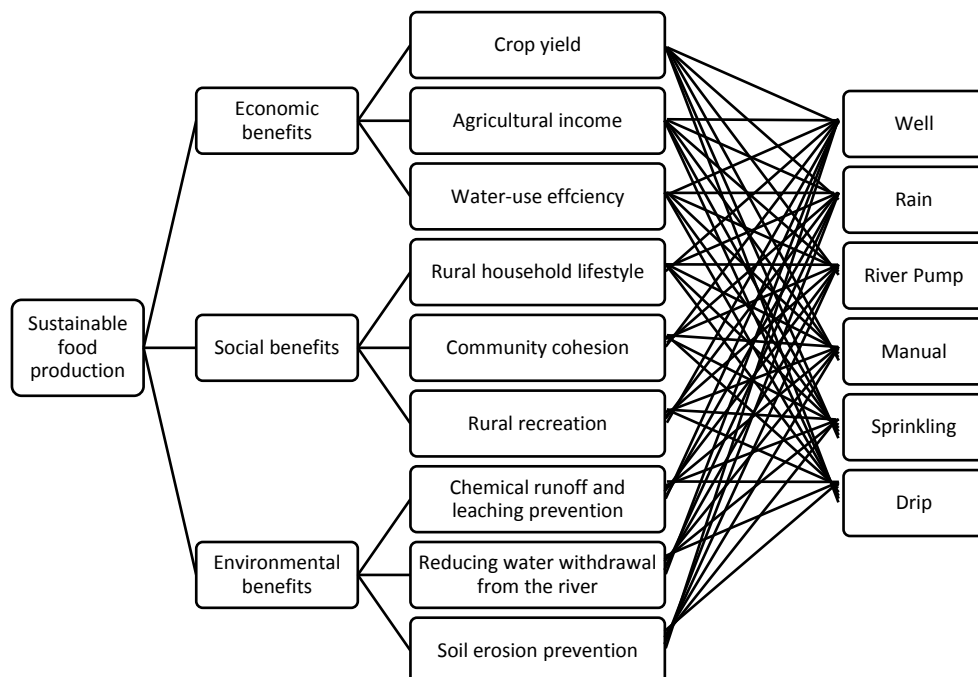 Sustainable
food
production
Economic
benefits
Social benefits
Environmental
benefits
Crop yield
Agricultural income
Water-use effciency
Rural household lifestyle
Community cohesion
Rural recreation
Chemical runoff and
leaching prevention
Reducing water withdrawal
from the river
Soil erosion prevention
Well
Rain
River Pump
Manual
Sprinkling
Drip